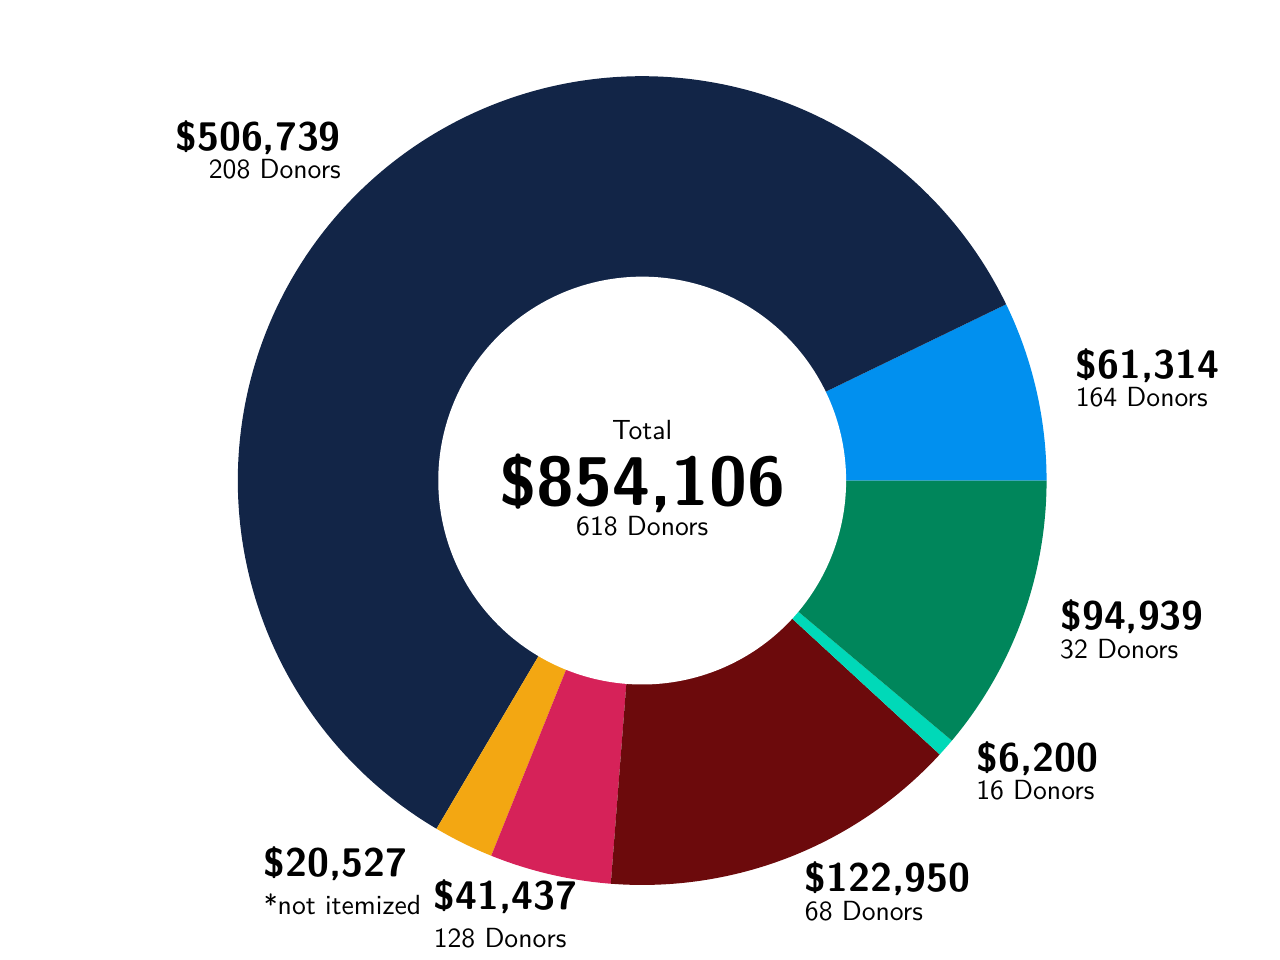 $506,739
208 Donors
$61,314
164 Donors
Total
$854,106
618 Donors
$94,939
32 Donors
$6,200
16 Donors
$122,950
68 Donors
$20,527
*not itemized
$41,437
128 Donors